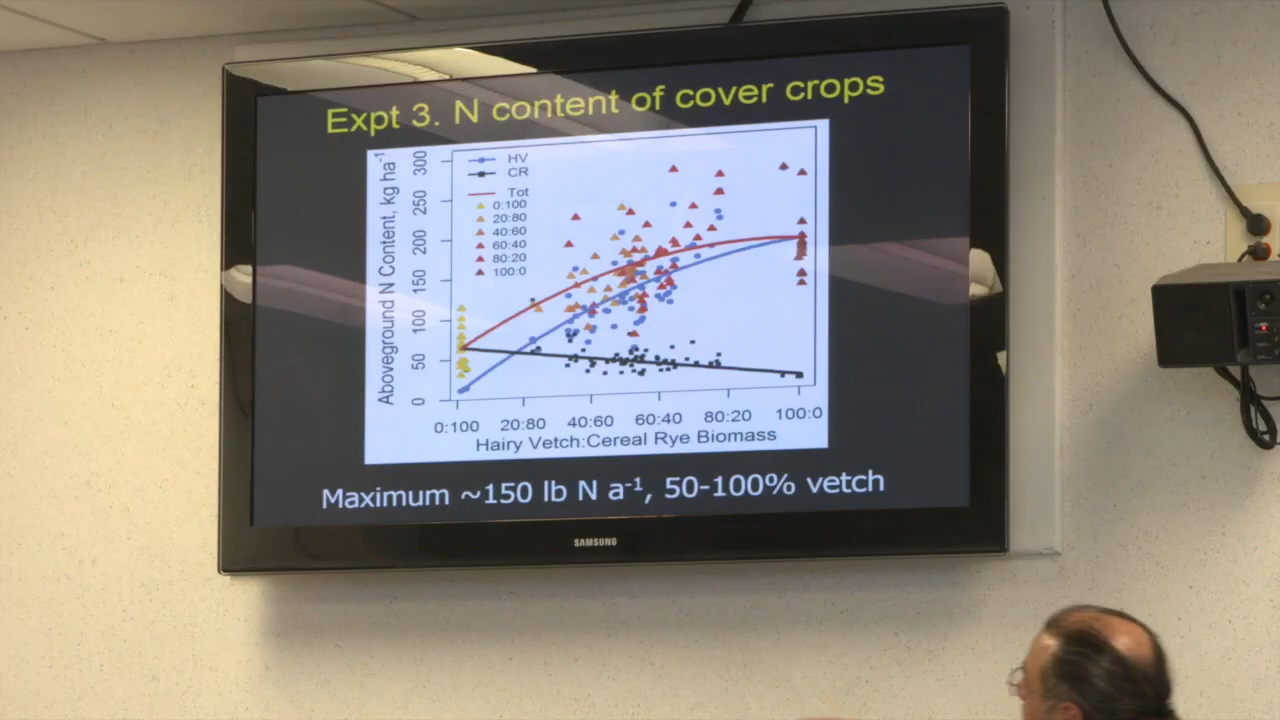 Expt 3. N content of cover crops
Aboveground N Content, kg ha⁻¹
300
250
200
150
100
50
0
HV
CR
Tot
0:100
20:80
40:60
60:40
80:20
100:0
0:100 20:80 40:60 60:40 80:20 100:0
Hairy Vetch:Cereal Rye Biomass
Maximum ~150 lb N a⁻¹, 50-100% vetch
SAMSUNG